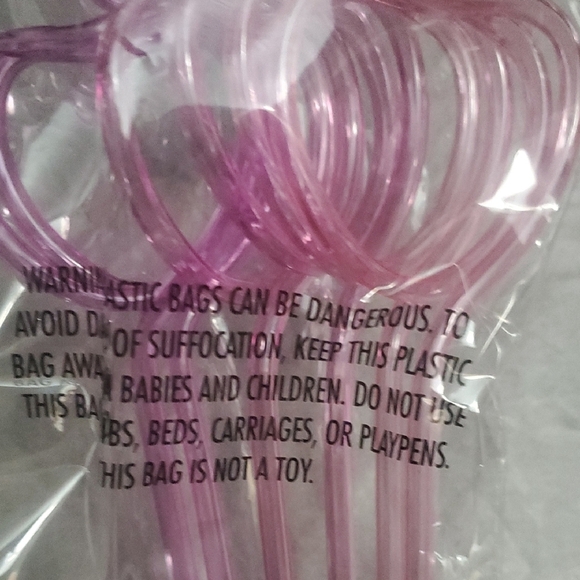 WARNI ASTIC BAGS CAN BE DANGEROUS. TO
AVOID DA OF SUFFOCATION, KEEP THIS PLASTIC
BAG AWA BABIES AND CHILDREN. DO NOT USE
THIS BA IBS, BEDS, CARRIAGES, OR PLAYPENS.
HIS BAG IS NOT A TOY.